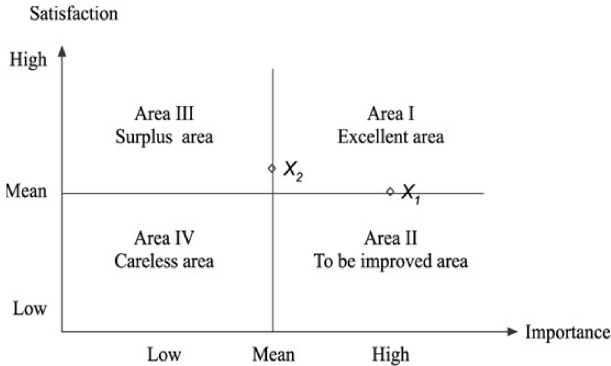 Satisfaction
High
Area III
Surplus area
Area I
Excellent area
X2
Mean
X1
Area IV
Careless area
Area II
To be improved area
Low
Importance
Low
Mean
High